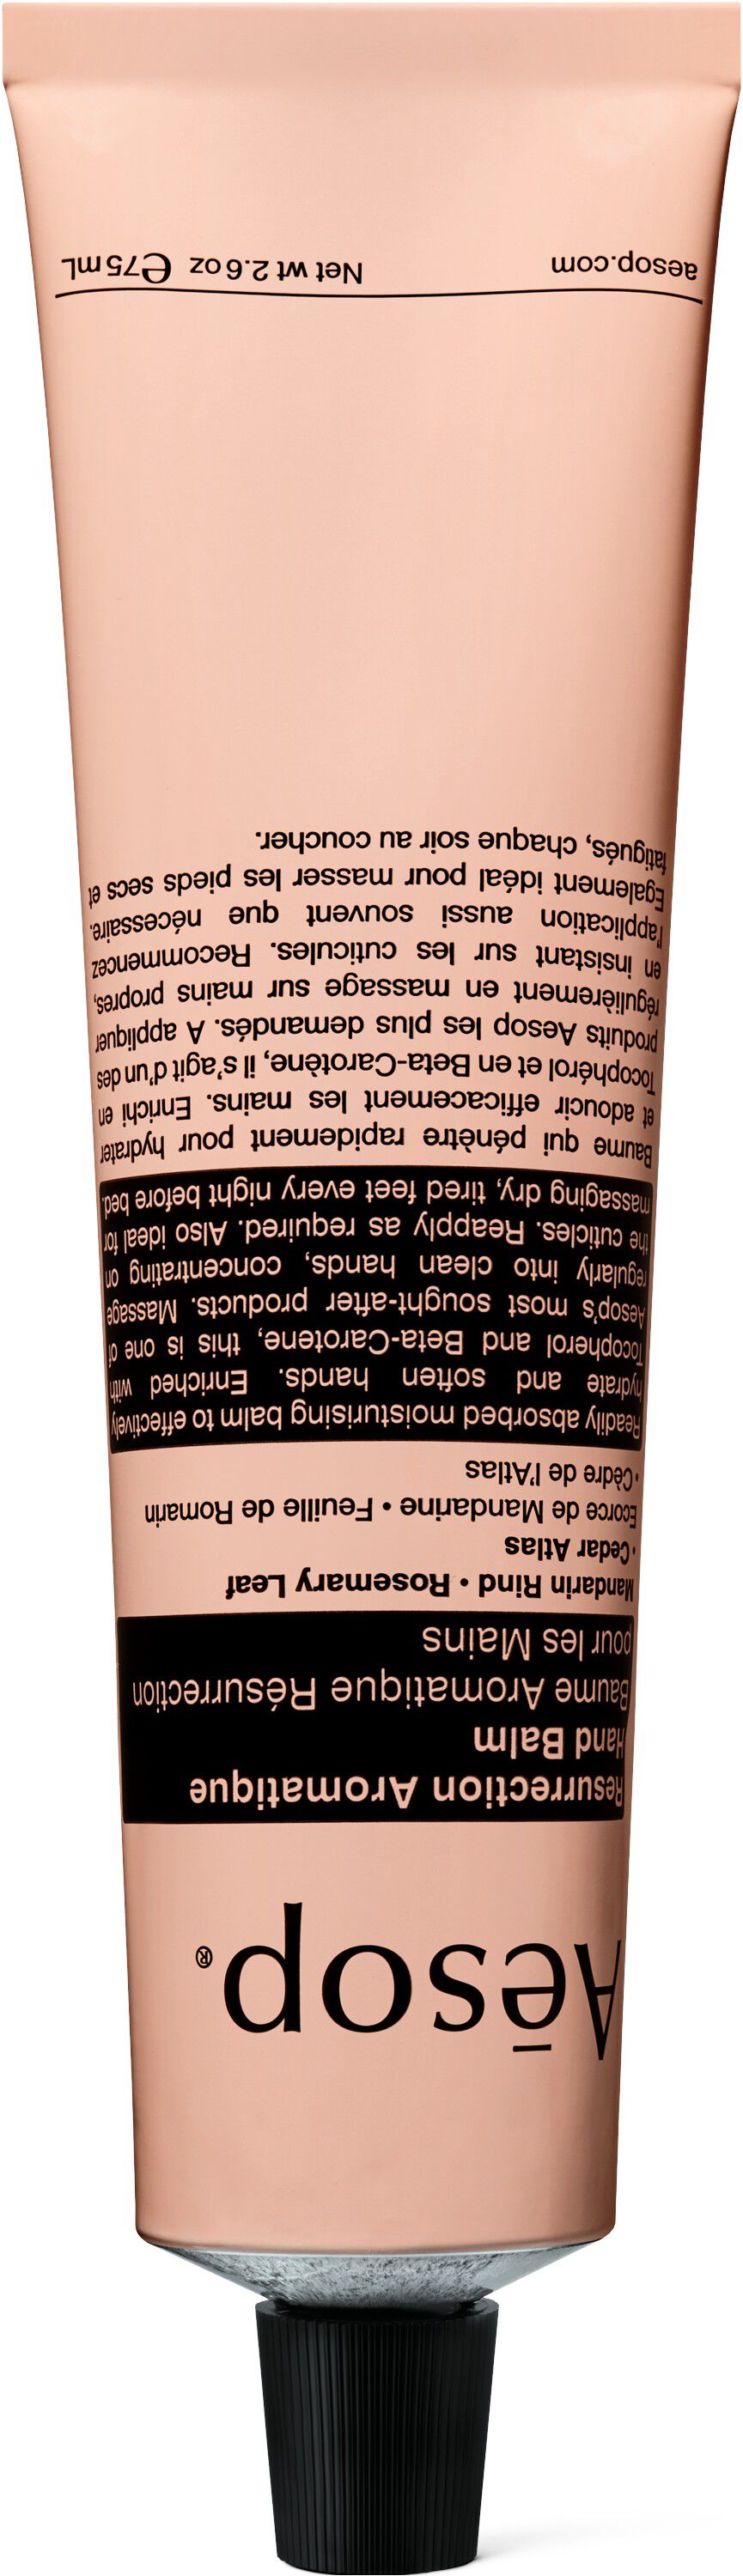 Aēsop®
Resurrection Aromatique
Hand Balm
Baume Aromatique Résurrection
pour les Mains
Mandarin Rind • Rosemary Leaf
• Cedar Atlas
Ecorce de Mandarine • Feuille de Romarin
• Cèdre de l'Atlas
Readily absorbed moisturising balm to effectively
hydrate and soften hands. Enriched with
Tocopherol and Beta-Carotene, this is one of
Aesop's most sought-after products. Massage
regularly into clean hands, concentrating on
the cuticles. Reapply as required. Also ideal for
massaging dry, tired feet every night before bed.
Baume qui pénètre rapidement pour hydrater
et adoucir efficacement les mains. Enrichi en
Tocophérol et en Beta-Carotène, il s'agit d'un des
produits Aesop les plus demandés. A appliquer
régulièrement en massage sur mains propres,
en insistant sur les cuticules. Recommencez
l'application aussi souvent que nécessaire.
Egalement idéal pour masser les pieds secs et
fatigués, chaque soir au coucher.
aesop.com Net wt 2.6 oz ℮75 mL